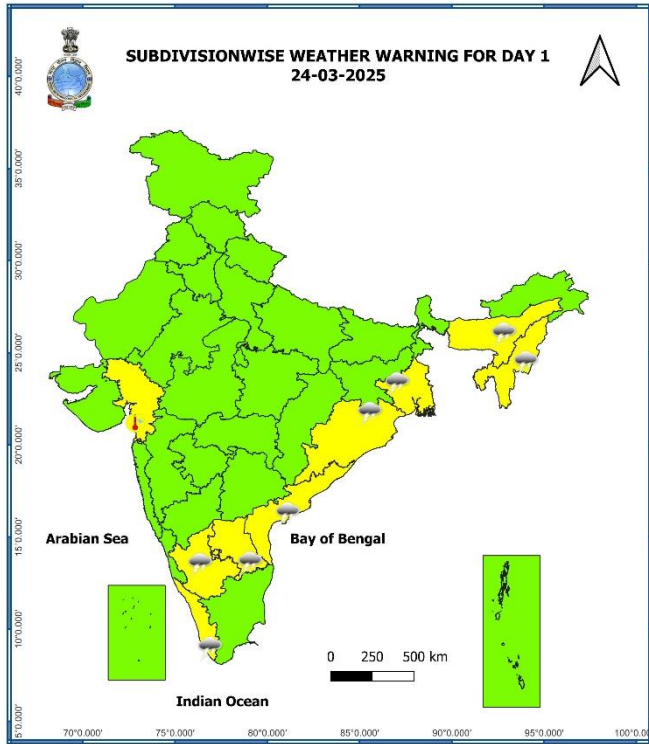 SUBDIVISIONWISE WEATHER WARNING FOR DAY 1
24-03-2025
40°0.000'
35°0.000'
30°0.000'
25°0.000'
20°0.000'
15°0.000'
10°0.000'
5°0.000'
Arabian Sea
Bay of Bengal
0 250 500 km
Indian Ocean
70°0.000' 75°0.000' 80°0.000' 85°0.000' 90°0.000' 95°0.000' 100°0.000'